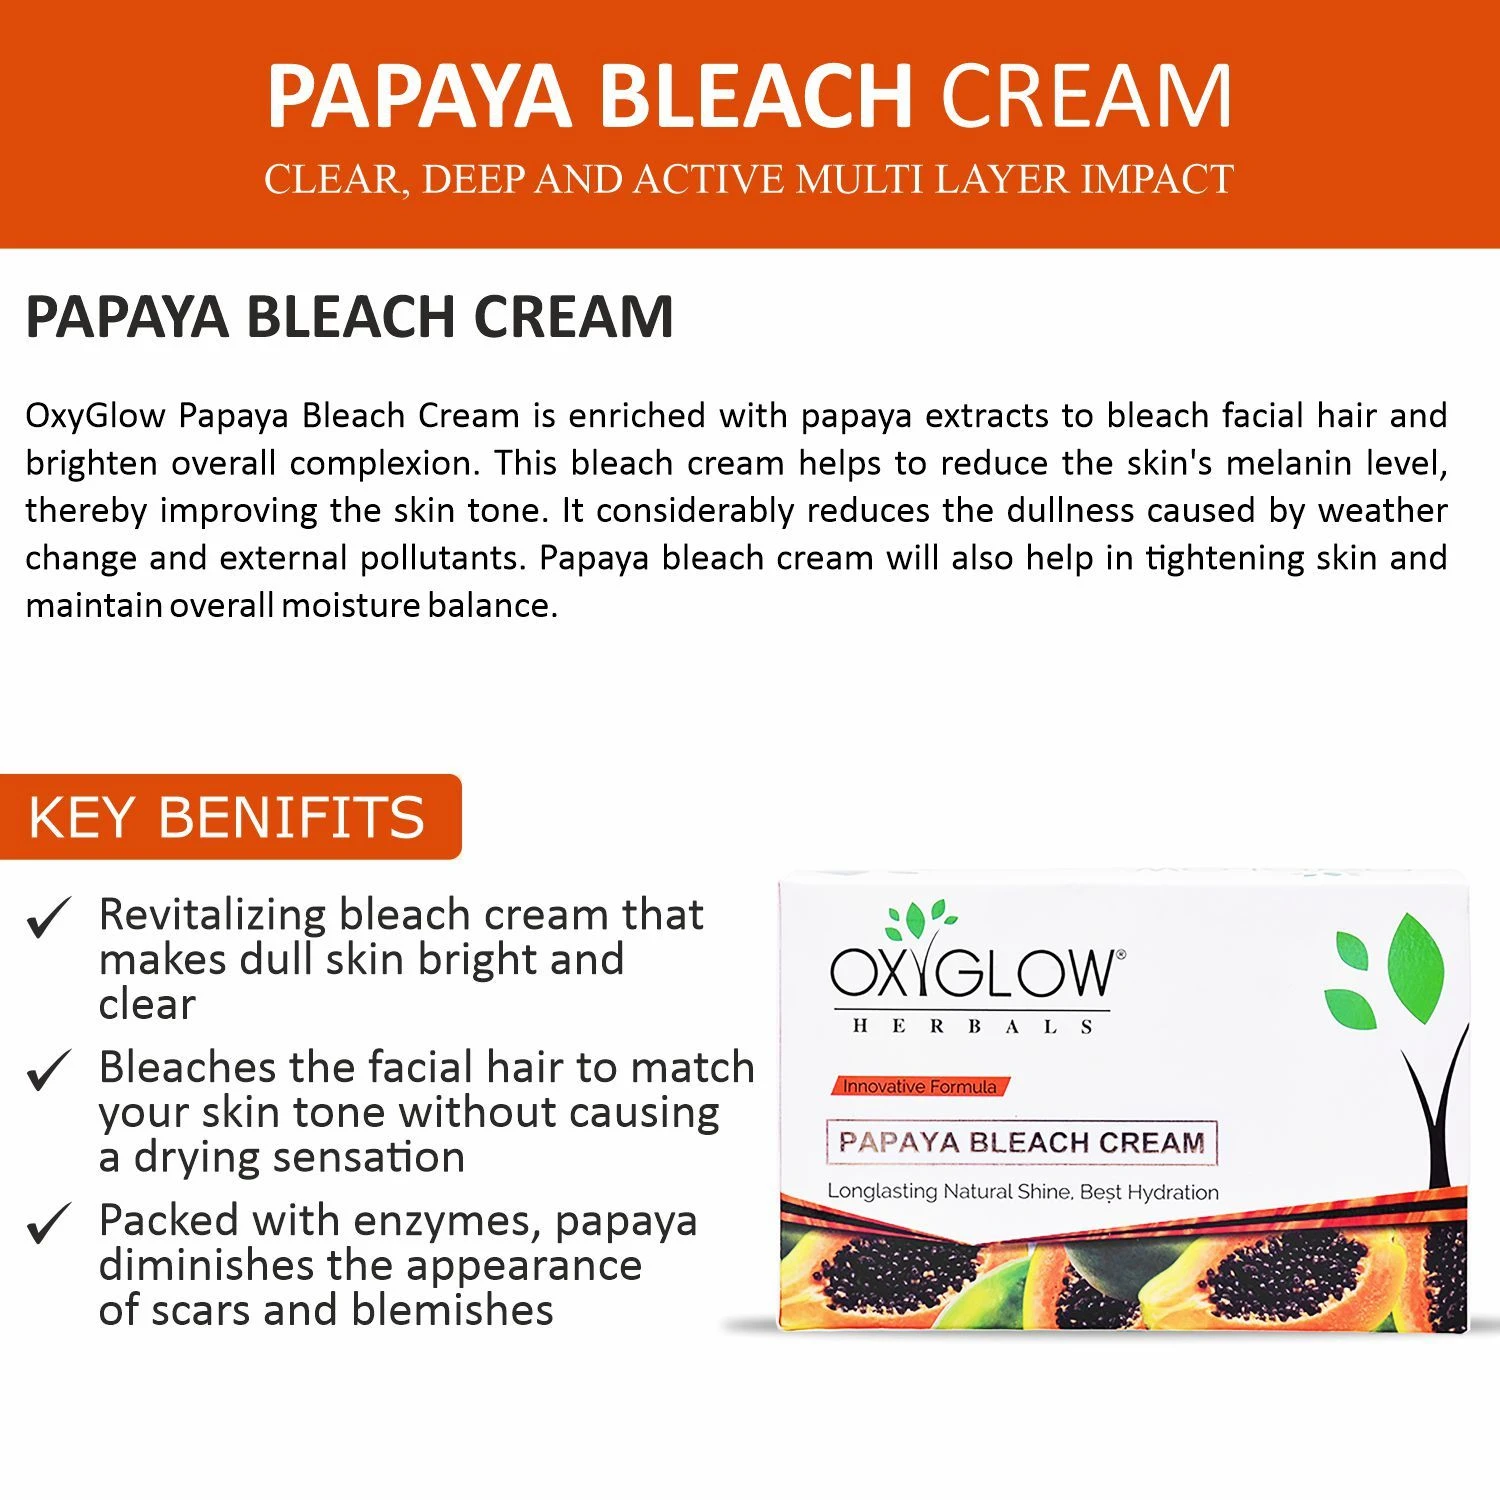 PAPAYA BLEACH CREAM
CLEAR, DEEP AND ACTIVE MULTI LAYER IMPACT
PAPAYA BLEACH CREAM
OxyGlow Papaya Bleach Cream is enriched with papaya extracts to bleach facial hair and
brighten overall complexion. This bleach cream helps to reduce the skin's melanin level,
thereby improving the skin tone. It considerably reduces the dullness caused by weather
change and external pollutants. Papaya bleach cream will also help in tightening skin and
maintain overall moisture balance.
KEY BENIFITS
✓ Revitalizing bleach cream that
makes dull skin bright and
clear
✓ Bleaches the facial hair to match
your skin tone without causing
a drying sensation
✓ Packed with enzymes, papaya
diminishes the appearance
of scars and blemishes
OXYGLOW®
HERBALS
Innovative Formula
PAPAYA BLEACH CREAM
Longlasting Natural Shine, Best Hydration